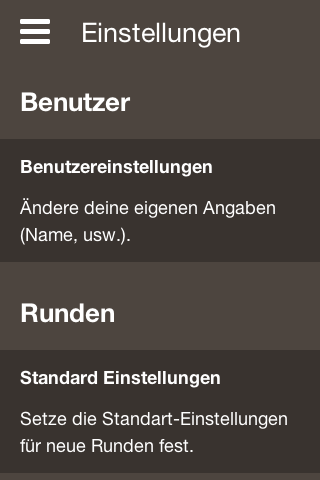 Einstellungen
Benutzer
Benutzereinstellungen
Ändere deine eigenen Angaben
(Name, usw.).
Runden
Standard Einstellungen
Setze die Standart-Einstellungen
für neue Runden fest.